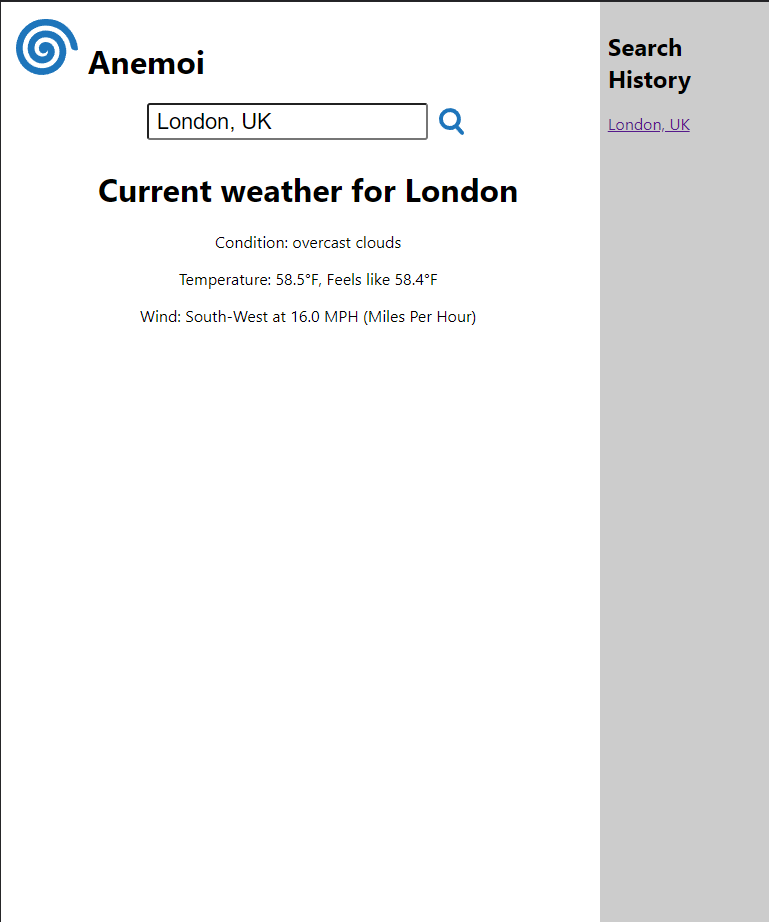 Anemoi
London, UK
Current weather for London
Condition: overcast clouds
Temperature: 58.5°F, Feels like 58.4°F
Wind: South-West at 16.0 MPH (Miles Per Hour)
Search
History
London, UK